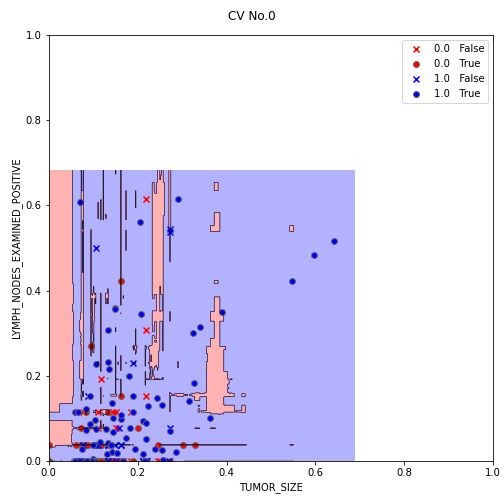 CV No.0
1.0
0.8
0.6
0.4
0.2
0.0
LYMPH_NODES_EXAMINED_POSITIVE
0.0 False
0.0 True
1.0 False
1.0 True
0.0 0.2 0.4 0.6 0.8 1.0
TUMOR_SIZE